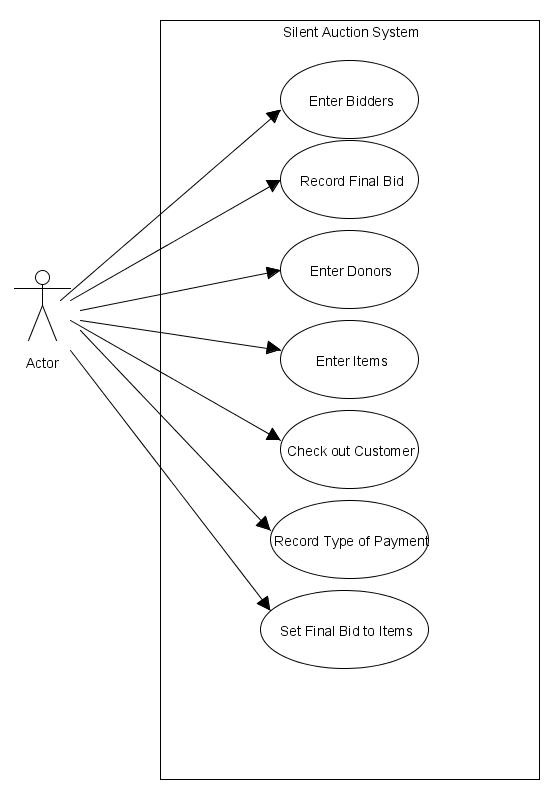 Silent Auction System
Enter Bidders
Record Final Bid
Enter Donors
Enter Items
Actor
Check out Customer
Record Type of Payment
Set Final Bid to Items